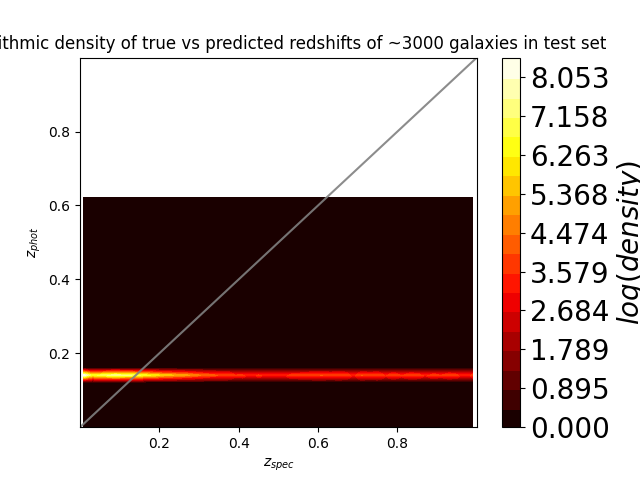 ithmic density of true vs predicted redshifts of ~3000 galaxies in test set
0.8
0.6
0.4
0.2
z_phot
0.2 0.4 0.6 0.8
z_spec
8.053
7.158
6.263
5.368
4.474
3.579
2.684
1.789
0.895
0.000
log(density)